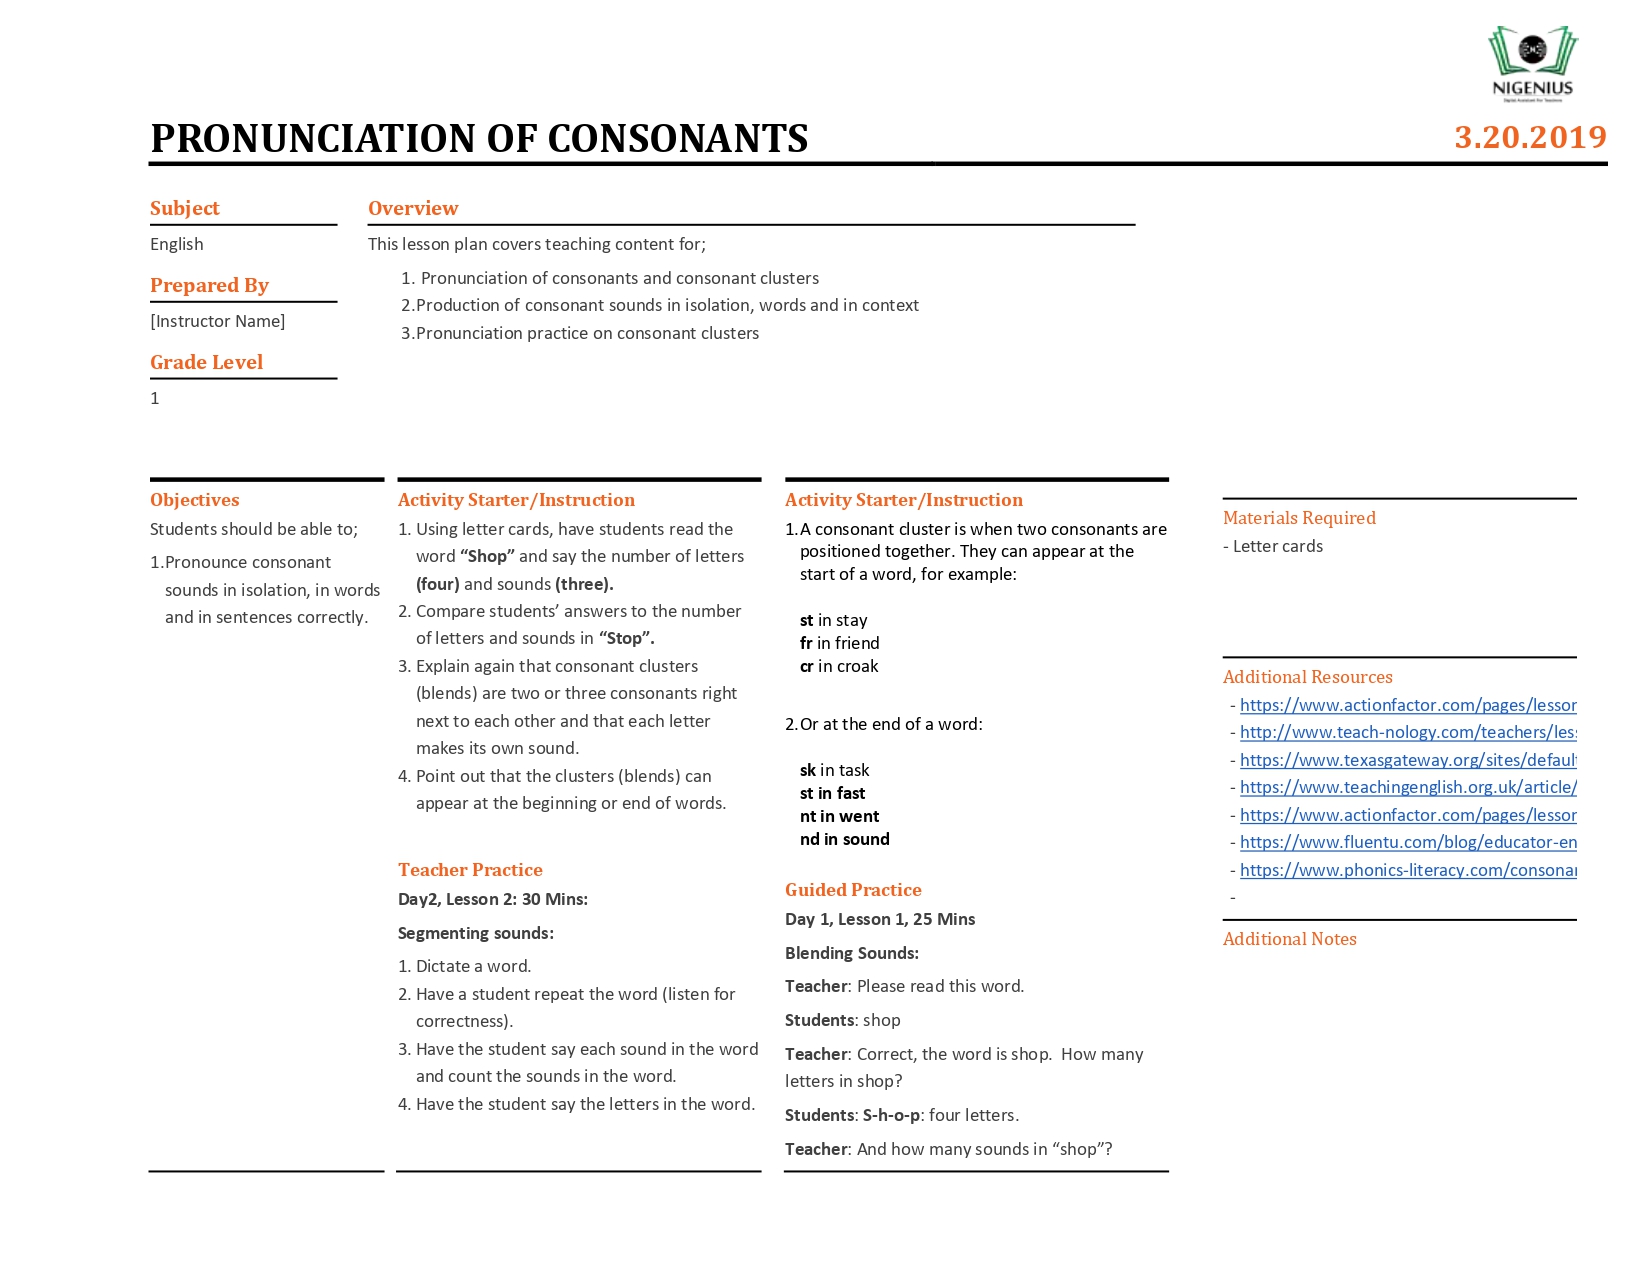 NIGENIUS
Digital Assistant For Teachers
PRONUNCIATION OF CONSONANTS
3.20.2019
Subject
English
Prepared By
[Instructor Name]
Grade Level
1
Overview
This lesson plan covers teaching content for;
1. Pronunciation of consonants and consonant clusters
2.Production of consonant sounds in isolation, words and in context
3.Pronunciation practice on consonant clusters
Objectives
Students should be able to;
1.Pronounce consonant
sounds in isolation, in words
and in sentences correctly.
Activity Starter/Instruction
1. Using letter cards, have students read the
word “Shop” and say the number of letters
(four) and sounds (three).
2. Compare students’ answers to the number
of letters and sounds in “Stop”.
3. Explain again that consonant clusters
(blends) are two or three consonants right
next to each other and that each letter
makes its own sound.
4. Point out that the clusters (blends) can
appear at the beginning or end of words.
Teacher Practice
Day2, Lesson 2: 30 Mins:
Segmenting sounds:
1. Dictate a word.
2. Have a student repeat the word (listen for
correctness).
3. Have the student say each sound in the word
and count the sounds in the word.
4. Have the student say the letters in the word.
Activity Starter/Instruction
1.A consonant cluster is when two consonants are
positioned together. They can appear at the
start of a word, for example:
st in stay
fr in friend
cr in croak
2.Or at the end of a word:
sk in task
st in fast
nt in went
nd in sound
Guided Practice
Day 1, Lesson 1, 25 Mins
Blending Sounds:
Teacher: Please read this word.
Students: shop
Teacher: Correct, the word is shop.  How many
letters in shop?
Students: S-h-o-p: four letters.
Teacher: And how many sounds in “shop”?
Materials Required
- Letter cards
Additional Resources
- https://www.actionfactor.com/pages/lesson
- http://www.teach-nology.com/teachers/les
- https://www.texasgateway.org/sites/default
- https://www.teachingenglish.org.uk/article/
- https://www.actionfactor.com/pages/lesson
- https://www.fluentu.com/blog/educator-en
- https://www.phonics-literacy.com/consonan
-
Additional Notes